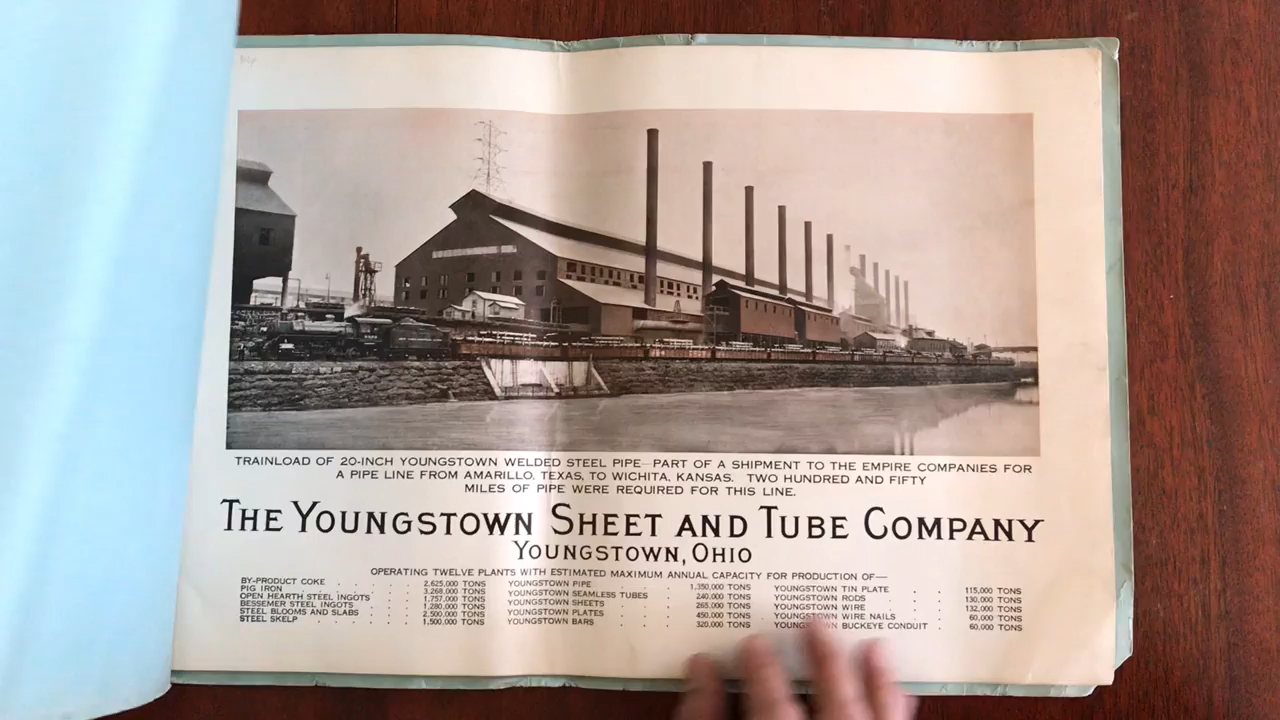 TRAINLOAD OF 20-INCH YOUNGSTOWN WELDED STEEL PIPE—PART OF A SHIPMENT TO THE EMPIRE COMPANIES FOR
A PIPE LINE FROM AMARILLO, TEXAS, TO WICHITA, KANSAS. TWO HUNDRED AND FIFTY
MILES OF PIPE WERE REQUIRED FOR THIS LINE.
THE YOUNGSTOWN SHEET AND TUBE COMPANY
YOUNGSTOWN, OHIO
OPERATING TWELVE PLANTS WITH ESTIMATED MAXIMUM ANNUAL CAPACITY FOR PRODUCTION OF—
BY-PRODUCT COKE . . . . 2,625,000 TONS
PIG IRON . . . . . . 3,268,000 TONS
OPEN HEARTH STEEL INGOTS . . 1,757,000 TONS
BESSEMER STEEL INGOTS . . . 1,280,000 TONS
STEEL BLOOMS AND SLABS . . . 2,500,000 TONS
STEEL SKELP . . . . . 1,500,000 TONS
YOUNGSTOWN PIPE . . . 1,350,000 TONS
YOUNGSTOWN SEAMLESS TUBES . 240,000 TONS
YOUNGSTOWN SHEETS . . . 265,000 TONS
YOUNGSTOWN PLATES . . . 450,000 TONS
YOUNGSTOWN BARS . . . 320,000 TONS
YOUNGSTOWN TIN PLATE . . 115,000 TONS
YOUNGSTOWN RODS . . 130,000 TONS
YOUNGSTOWN WIRE . . 132,000 TONS
YOUNGSTOWN WIRE NAILS . . 60,000 TONS
YOUNGSTOWN BUCKEYE CONDUIT . 60,000 TONS